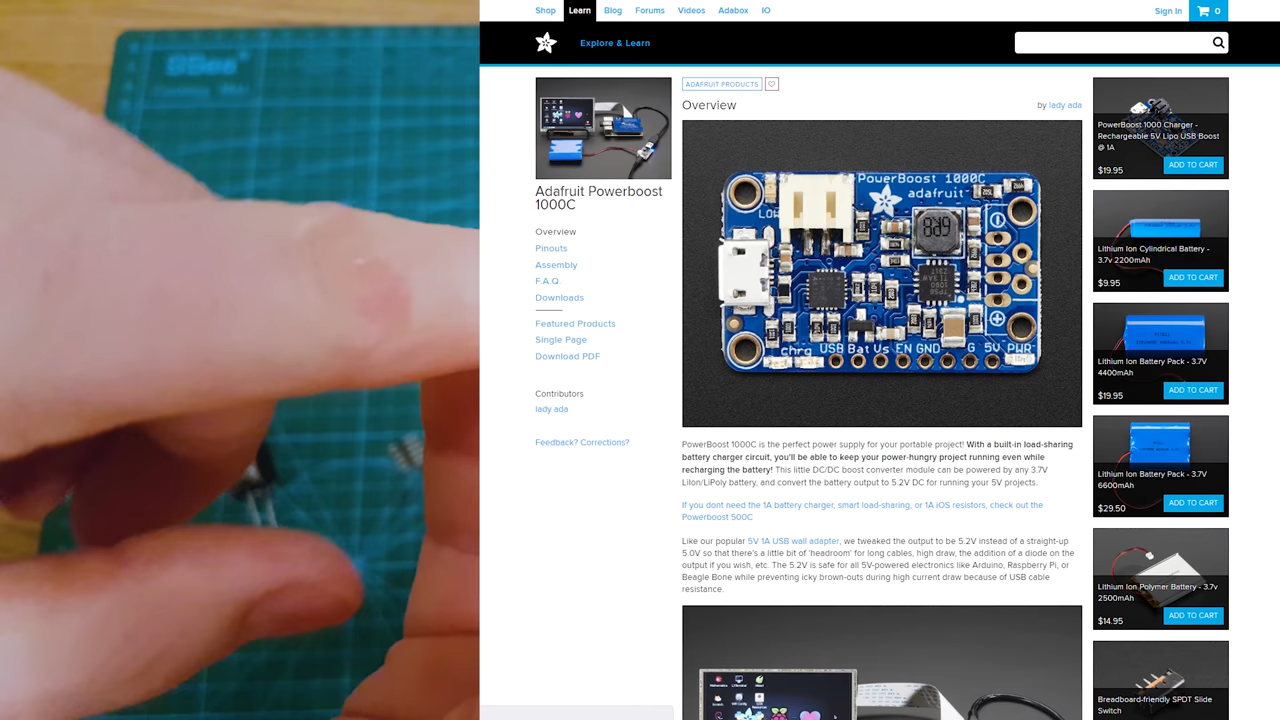 Shop Learn Blog Forums Videos Adabox IO
Sign In 0
Explore & Learn
Adafruit Powerboost
1000C
Overview
Pinouts
Assembly
F.A.Q.
Downloads
Featured Products
Single Page
Download PDF
Contributors
lady ada
Feedback? Corrections?
ADAFRUIT PRODUCTS
Overview
by lady ada
PowerBoost 1000C
adafruit
LO
chrg USB Bat Vs EN GND G 5V PWR
PowerBoost 1000C is the perfect power supply for your portable project! With a built-in load-sharing
battery charger circuit, you'll be able to keep your power-hungry project running even while
recharging the battery! This little DC/DC boost converter module can be powered by any 3.7V
LiIon/LiPoly battery, and convert the battery output to 5.2V DC for running your 5V projects.
If you dont need the 1A battery charger, smart load-sharing, or 1A iOS resistors, check out the
Powerboost 500C
Like our popular 5V 1A USB wall adapter, we tweaked the output to be 5.2V instead of a straight-up
5.0V so that there's a little bit of 'headroom' for long cables, high draw, the addition of a diode on the
output if you wish, etc. The 5.2V is safe for all 5V-powered electronics like Arduino, Raspberry Pi, or
Beagle Bone while preventing icky brown-outs during high current draw because of USB cable
resistance.
PowerBoost 1000 Charger -
Rechargeable 5V Lipo USB Boost
@ 1A
$19.95
ADD TO CART
Lithium Ion Cylindrical Battery -
3.7v 2200mAh
$9.95
ADD TO CART
Lithium Ion Battery Pack - 3.7V
4400mAh
$19.95
ADD TO CART
Lithium Ion Battery Pack - 3.7V
6600mAh
$29.50
ADD TO CART
Lithium Ion Polymer Battery - 3.7v
2500mAh
$14.95
ADD TO CART
Breadboard-friendly SPDT Slide
Switch